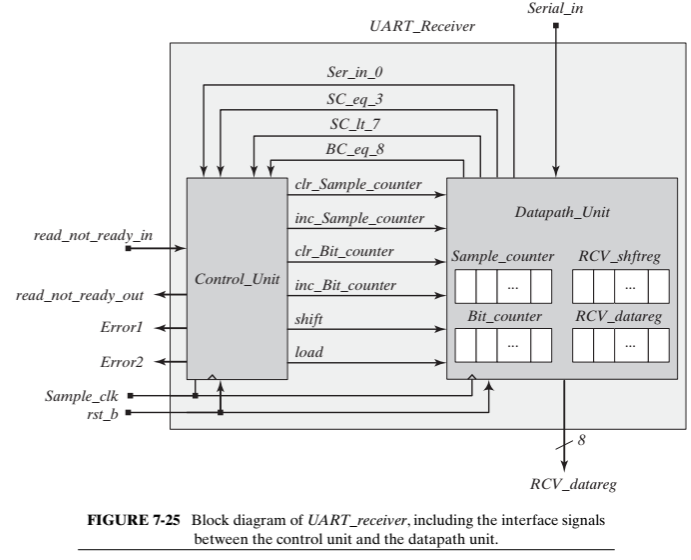 Serial_in
UART_Receiver
Ser_in_0
SC_eq_3
SC_lt_7
BC_eq_8
clr_Sample_counter
inc_Sample_counter
clr_Bit_counter
inc_Bit_counter
shift
load
Control_Unit
Datapath_Unit
Sample_counter RCV_shftreg
... ...
Bit_counter RCV_datareg
... ...
read_not_ready_in
read_not_ready_out
Error1
Error2
Sample_clk
rst_b
8
RCV_datareg
FIGURE 7-25 Block diagram of UART_receiver, including the interface signals
between the control unit and the datapath unit.